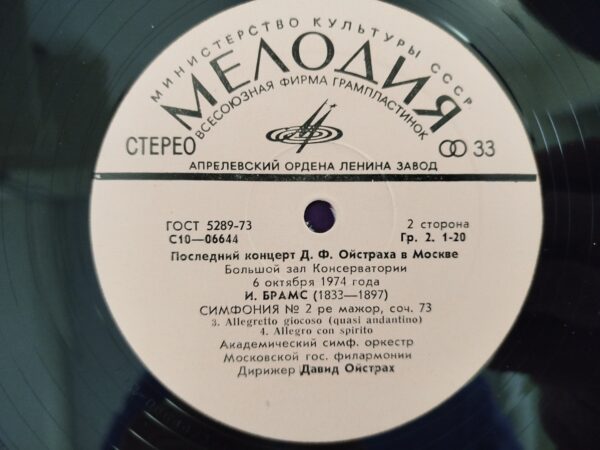 МИНИСТЕРСТВО КУЛЬТУРЫ СССР
МЕЛОДИЯ
ВСЕСОЮЗНАЯ ФИРМА ГРАМПЛАСТИНОК
СТЕРЕО
33
АПРЕЛЕВСКИЙ ОРДЕНА ЛЕНИНА ЗАВОД
ГОСТ 5289-73
2 сторона
С10—06644
Гр. 2. 1-20
Последний концерт Д. Ф. Ойстраха в Москве
Большой зал Консерватории
6 октября 1974 года
И. БРАМС (1833—1897)
СИМФОНИЯ № 2 ре мажор, соч. 73
3. Allegretto giocoso (quasi andantino)
4. Allegro con spirito
Академический симф. оркестр
Московской гос. филармонии
Дирижер Давид Ойстрах